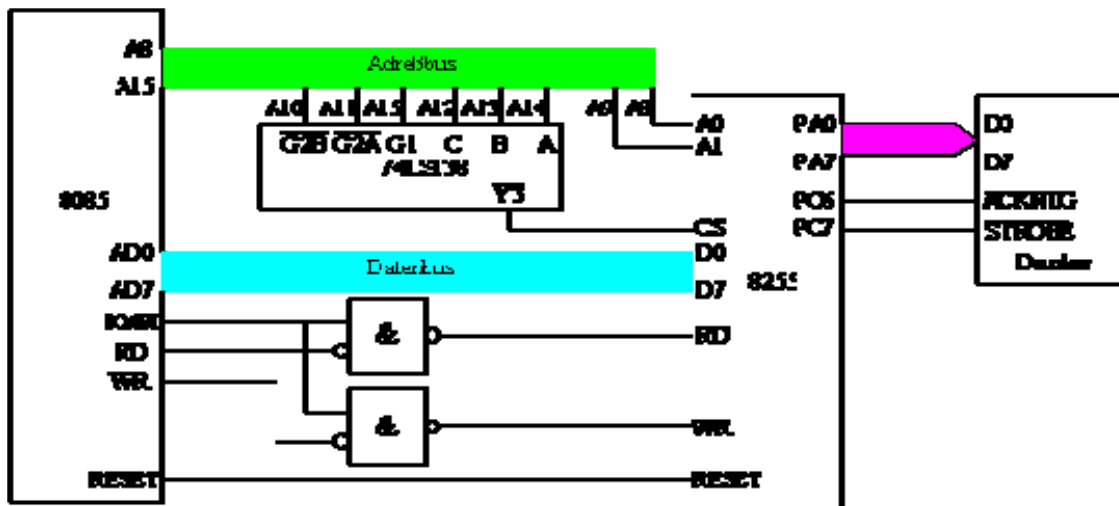 A8
Adreßbus
A15
A10 A11 A15 A12 A13 A14 A9 A8
G2B G2A G1 C B A
74LS138
Y5
A0
A1
CS
PA0
PA7
PC6
PC7
D0
D7
ACKNLG
STROBE
Drucker
8085
AD0
AD7
Datenbus
D0
D7
8255
IO/M
RD
WR
&
&
RD
WR
RESET
RESET